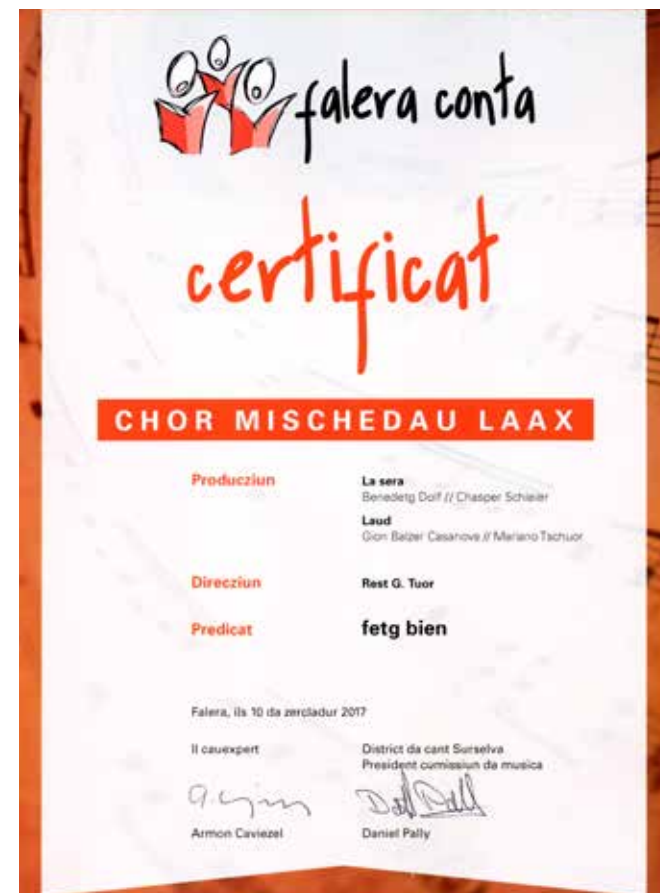 falera conta
certificat
CHOR MISCHEDAU LAAX
Producziun
La sera
Benedetg Dolf // Chasper Schleier
Laud
Gion Balzer Casanova // Mariano Tschuor
Direcziun
Rest G. Tuor
Predicat
fetg bien
Falera, ils 10 da zercladur 2017
Il cauexpert
District da cant Surselva
President cumissiun da musica
Armon Caviezel
Daniel Pally